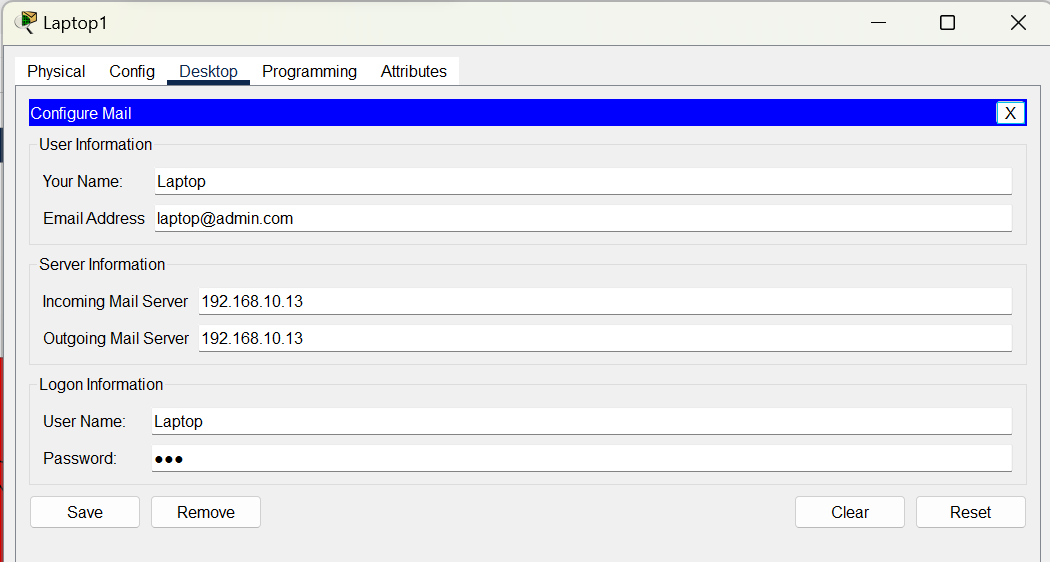 Laptop1
Physical Config Desktop Programming Attributes
Configure Mail X
User Information
Your Name: Laptop
Email Address laptop@admin.com
Server Information
Incoming Mail Server 192.168.10.13
Outgoing Mail Server 192.168.10.13
Logon Information
User Name: Laptop
Password: ●●●
Save Remove Clear Reset